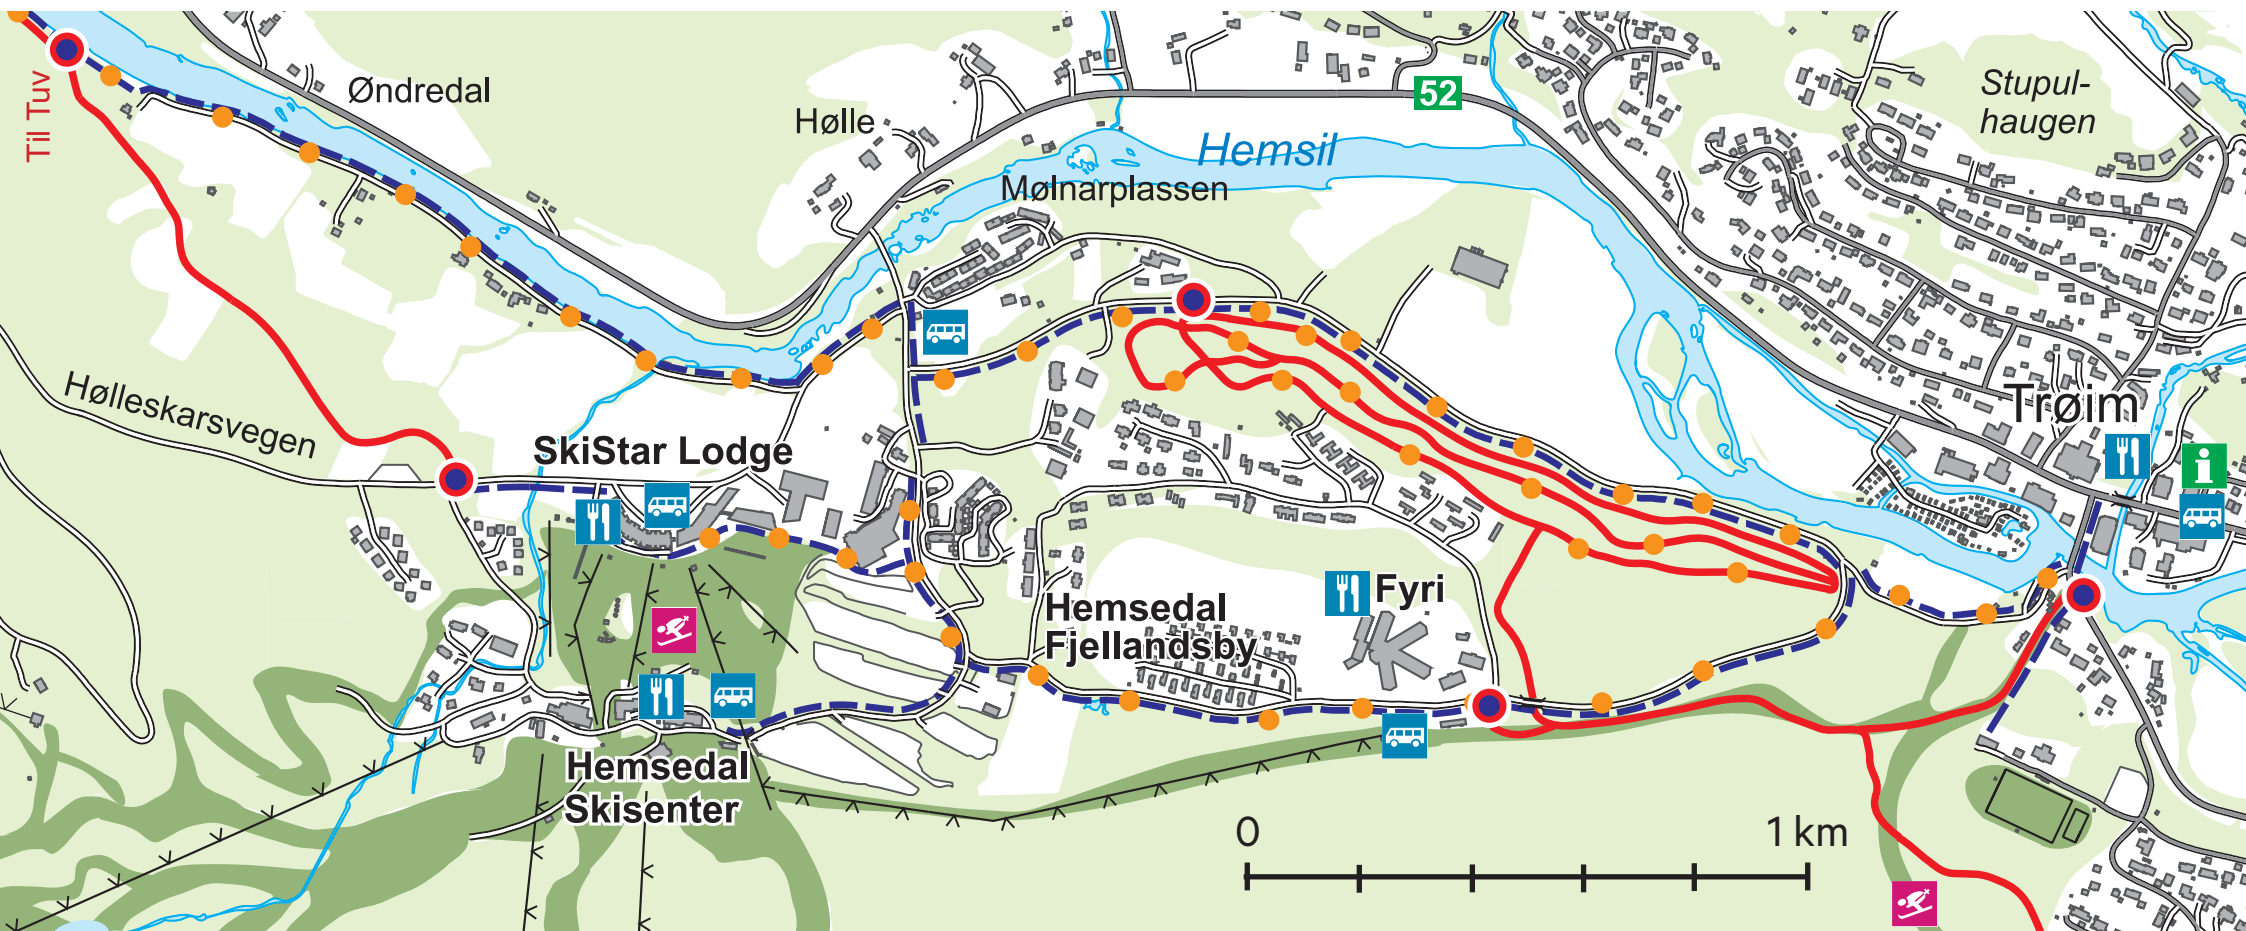 Øndredal
52
Stupul-
haugen
Til Tuv
Hølle
Hemsil
Mølnarplassen
Hølleskarsvegen
Trøim
SkiStar Lodge
i
Fyri
Hemsedal
Fjellandsby
Hemsedal
Skisenter
0
1 km